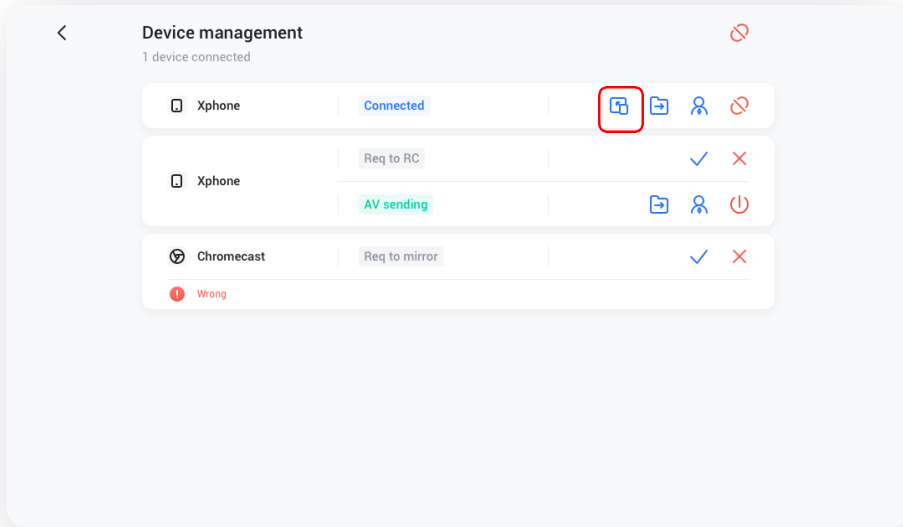 Device management
1 device connected
Xphone Connected
Req to RC
Xphone
AV sending
Chromecast Req to mirror
Wrong